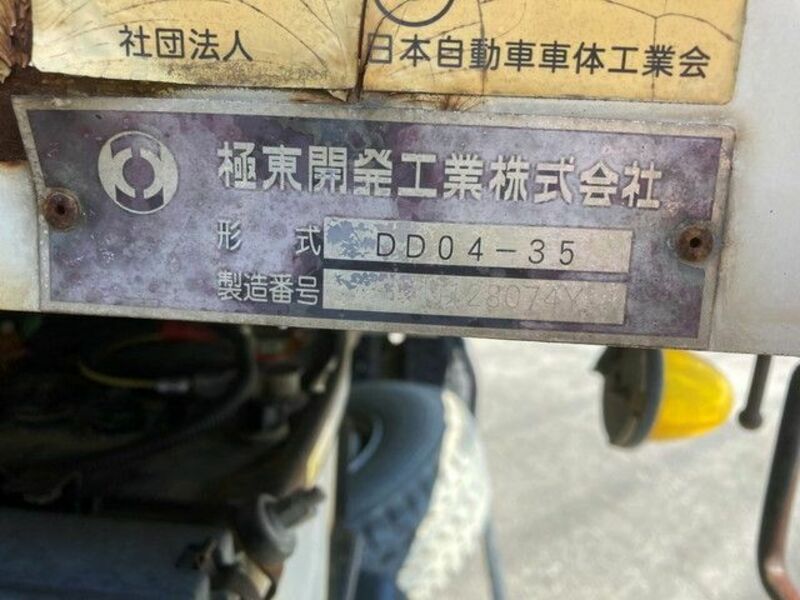 社団法人
日本自動車車体工業会
極東開発工業株式会社
形 式 DD04-35
製造番号